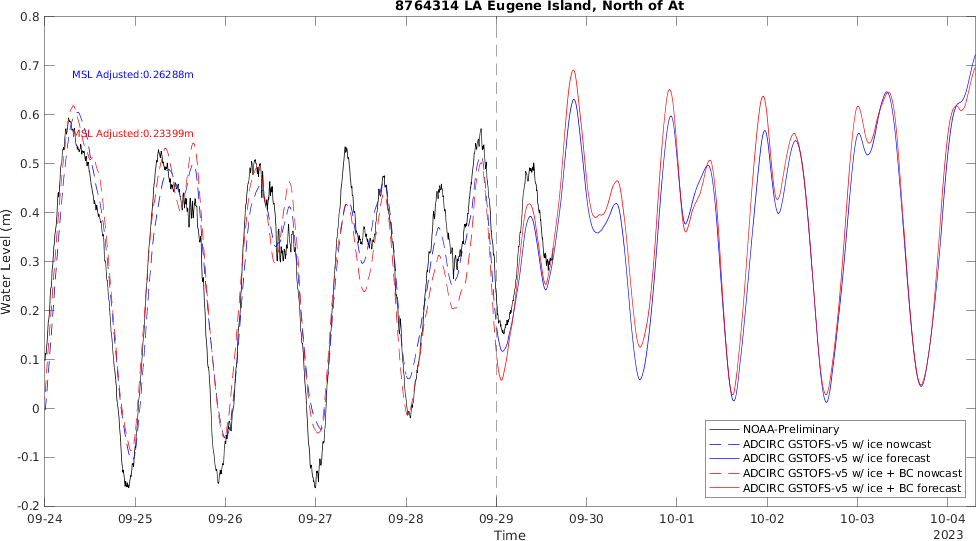 8764314 LA Eugene Island, North of At
0.8
0.7
0.6
0.5
0.4
0.3
0.2
0.1
0
-0.1
-0.2
Water Level (m)
MSL Adjusted:0.26288m
MSL Adjusted:0.23399m
NOAA-Preliminary
ADCIRC GSTOFS-v5 w/ ice nowcast
ADCIRC GSTOFS-v5 w/ ice forecast
ADCIRC GSTOFS-v5 w/ ice + BC nowcast
ADCIRC GSTOFS-v5 w/ ice + BC forecast
09-24 09-25 09-26 09-27 09-28 09-29 09-30 10-01 10-02 10-03 10-04
Time
2023